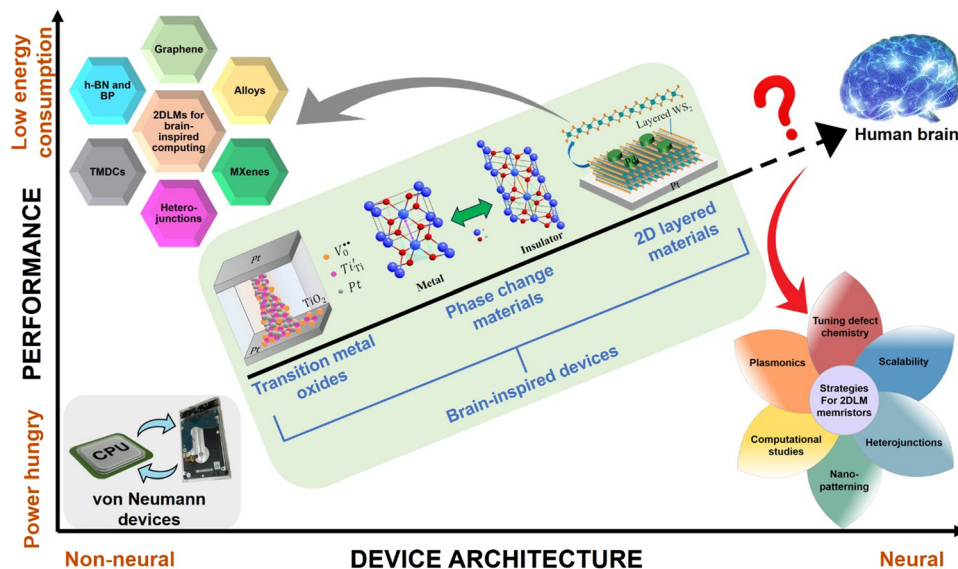 Low energy
consumption
PERFORMANCE
Power hungry
Graphene
h-BN and
BP
Alloys
2DLMs for
brain-
inspired
computing
TMDCs
MXenes
Hetero-
junctions
Pt
TiO2
Pt
V0••
Ti′Ti
Pt
Metal
Insulator
Layered WS2
Pd
Pt
Transition metal
oxides
Phase change
materials
2D layered
materials
Brain-inspired devices
?
Human brain
Tuning defect
chemistry
Plasmonics
Scalability
Strategies
For 2DLM
memristors
Computational
studies
Heterojunctions
Nano-
patterning
CPU
von Neumann
devices
Non-neural
DEVICE ARCHITECTURE
Neural